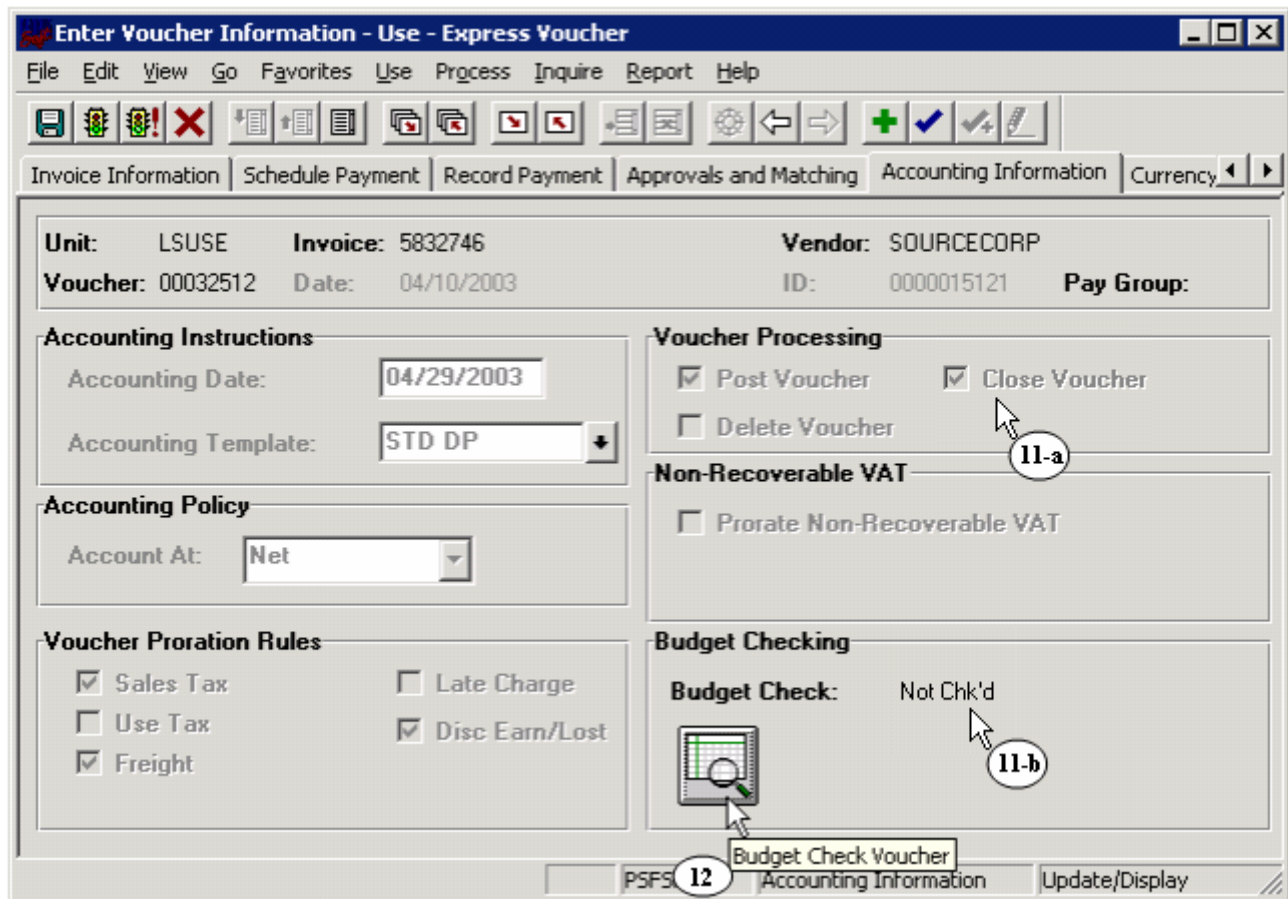 Enter Voucher Information - Use - Express Voucher
File Edit View Go Favorites Use Process Inquire Report Help
Invoice Information Schedule Payment Record Payment Approvals and Matching Accounting Information Currency
Unit: LSUSE Invoice: 5832746 Vendor: SOURCECORP
Voucher: 00032512 Date: 04/10/2003 ID: 0000015121 Pay Group:
Accounting Instructions
Accounting Date: 04/29/2003
Accounting Template: STD DP
Accounting Policy
Account At: Net
Voucher Proration Rules
Sales Tax Late Charge
Use Tax Disc Earn/Lost
Freight
Voucher Processing
Post Voucher Close Voucher
Delete Voucher
11-a
Non-Recoverable VAT
Prorate Non-Recoverable VAT
Budget Checking
Budget Check: Not Chk'd
11-b
Budget Check Voucher
PSFS 12 Accounting Information Update/Display